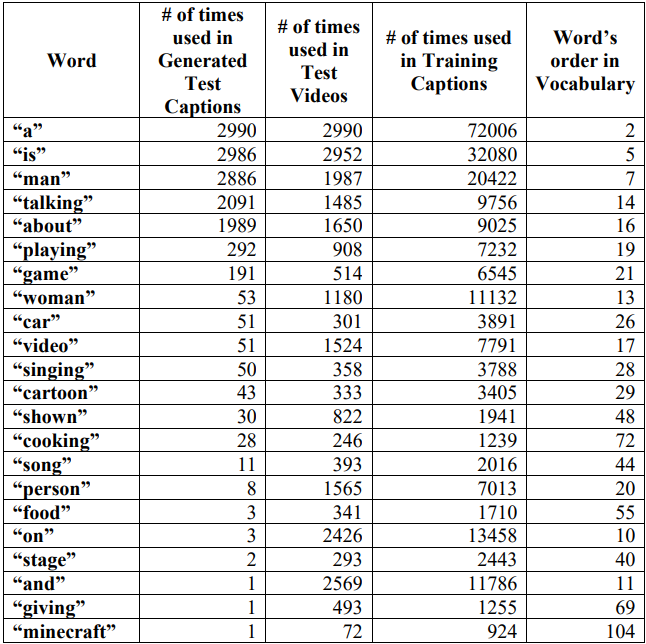 Word | # of times used in Generated Test Captions | # of times used in Test Videos | # of times used in Training Captions | Word’s order in Vocabulary
“a” 2990 2990 72006 2
“is” 2986 2952 32080 5
“man” 2886 1987 20422 7
“talking” 2091 1485 9756 14
“about” 1989 1650 9025 16
“playing” 292 908 7232 19
“game” 191 514 6545 21
“woman” 53 1180 11132 13
“car” 51 301 3891 26
“video” 51 1524 7791 17
“singing” 50 358 3788 28
“cartoon” 43 333 3405 29
“shown” 30 822 1941 48
“cooking” 28 246 1239 72
“song” 11 393 2016 44
“person” 8 1565 7013 20
“food” 3 341 1710 55
“on” 3 2426 13458 10
“stage” 2 293 2443 40
“and” 1 2569 11786 11
“giving” 1 493 1255 69
“minecraft” 1 72 924 104